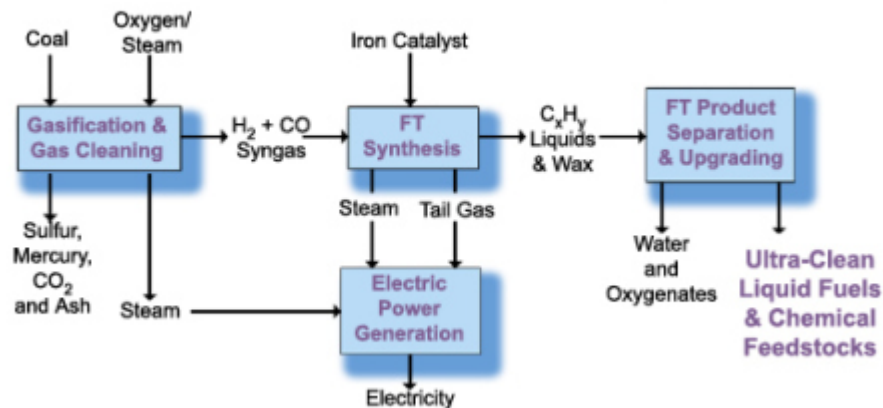 Coal
Oxygen/
Steam
Iron Catalyst
Gasification &
Gas Cleaning
H₂ + CO
Syngas
FT
Synthesis
CₓHᵧ
Liquids
& Wax
FT Product
Separation
& Upgrading
Sulfur,
Mercury,
CO₂
and Ash
Steam
Steam
Tail Gas
Electric
Power
Generation
Electricity
Water
and
Oxygenates
Ultra-Clean
Liquid Fuels
& Chemical
Feedstocks